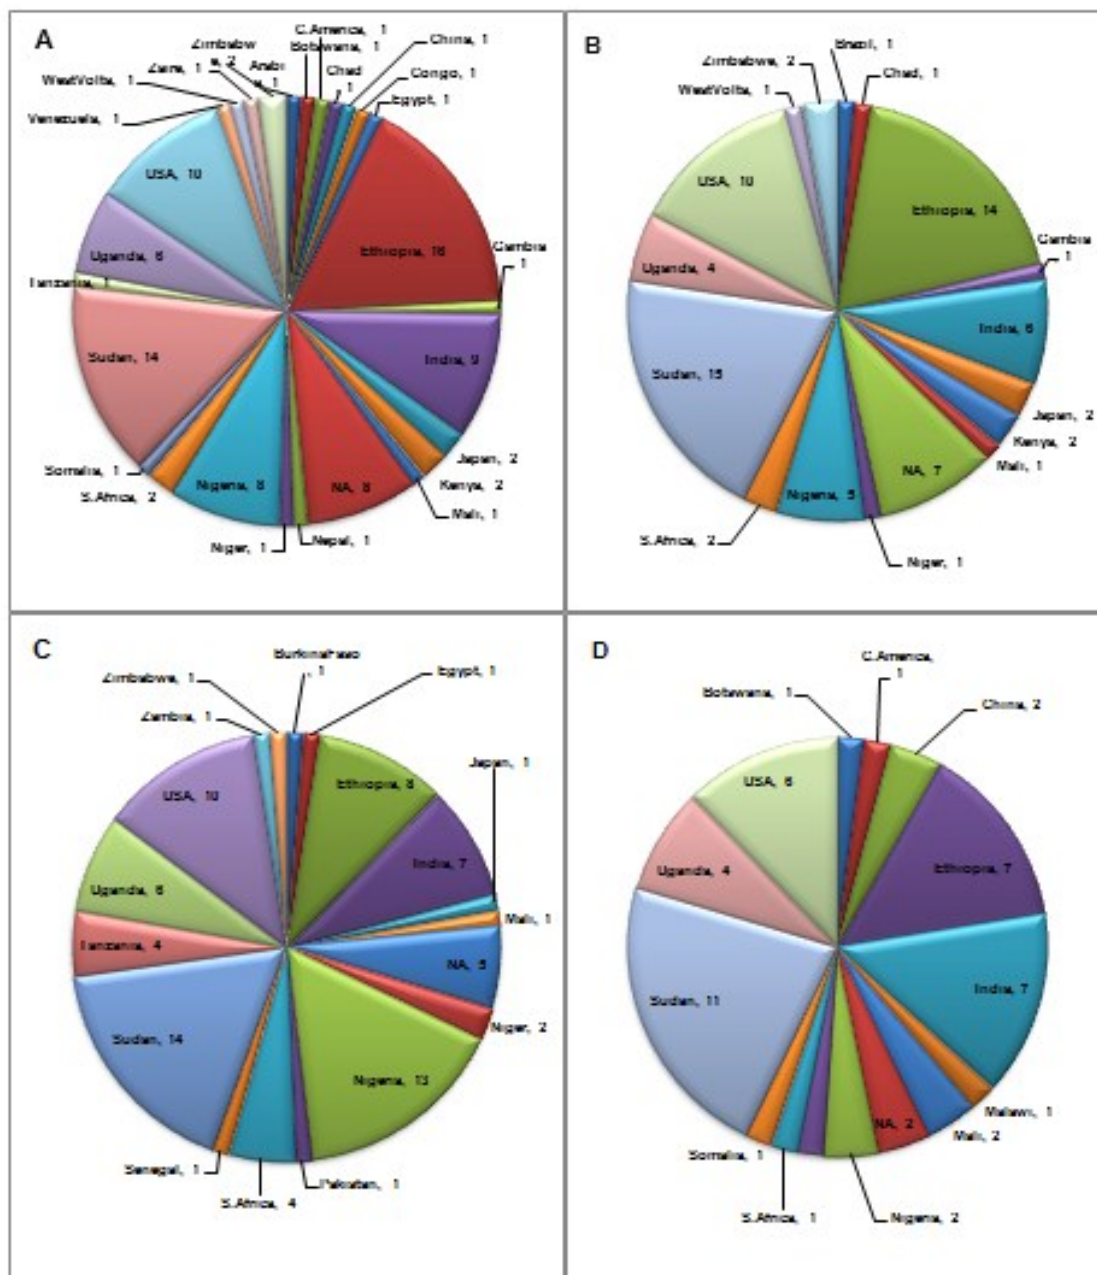 A
C.America, 1
Zimbabw
e, 2
Botswana, 1
China, 1
Zaire, 1
Arabi
a, 1
Chad
, 1
Congo, 1
WestVolta, 1
Egypt, 1
Venezuela, 1
USA, 10
Ethiopia, 16
Gambia
, 1
Uganda, 6
Tanzania, 1
Sudan, 14
India, 9
Japan, 2
Somalia, 1
Kenya, 2
S.Africa, 2
Nigeria, 8
NA, 8
Mali, 1
Niger, 1
Nepal, 1
B
Brazil, 1
Zimbabwe, 2
Chad, 1
WestVolta, 1
USA, 10
Ethiopia, 14
Gambia
, 1
Uganda, 4
India, 6
Sudan, 15
Japan, 2
Kenya, 2
Mali, 1
NA, 7
Nigeria, 5
S.Africa, 2
Niger, 1
C
BurkinaFaso
, 1
Zimbabwe, 1
Egypt, 1
Zambia, 1
Japan, 1
Ethiopia, 8
USA, 10
India, 7
Uganda, 6
Mali, 1
Tanzania, 4
NA, 5
Niger, 2
Sudan, 14
Nigeria, 13
Senegal, 1
Pakistan, 1
S.Africa, 4
D
C.America,
1
Botswana, 1
China, 2
USA, 6
Uganda, 4
Ethiopia, 7
Sudan, 11
India, 7
Malawi, 1
NA, 2
Mali, 2
Somalia, 1
S.Africa, 1
Nigeria, 2